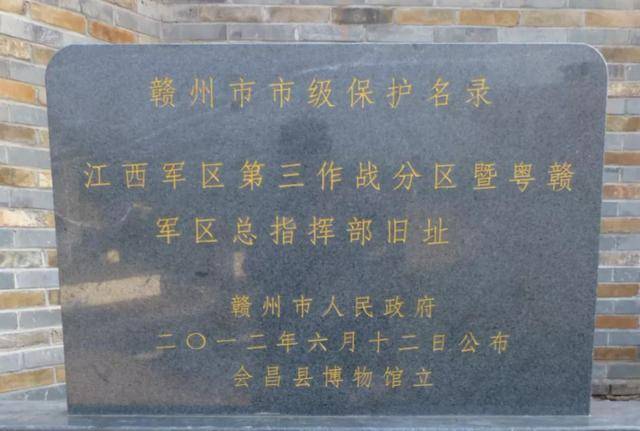 赣州市市级保护名录
江西军区第三作战分区暨粤赣
军区总指挥部旧址
赣州市人民政府
二〇一二年六月十二日公布
会昌县博物馆立